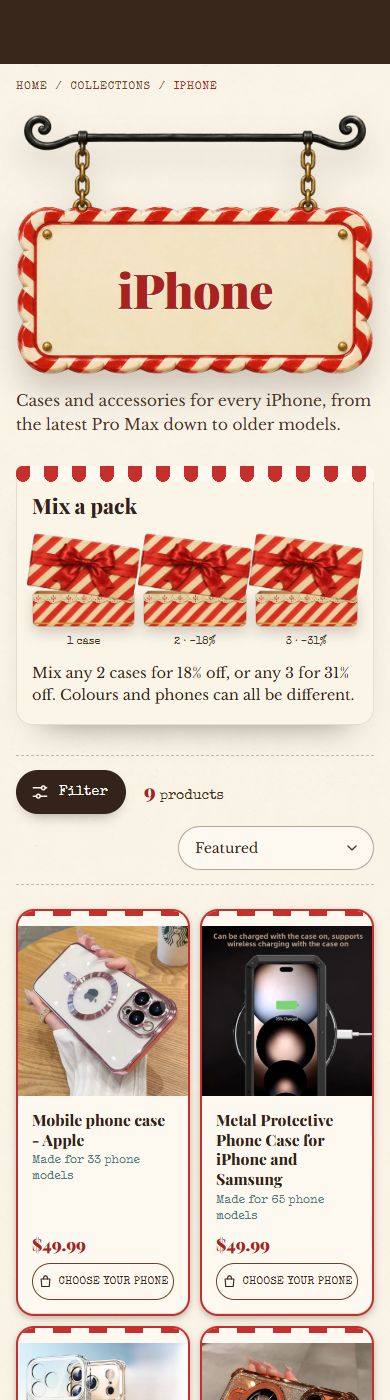 HOME / COLLECTIONS / IPHONE
iPhone
Cases and accessories for every iPhone, from
the latest Pro Max down to older models.
Mix a pack
1 case
2 · -18%
3 · -31%
Mix any 2 cases for 18% off, or any 3 for 31%
off. Colours and phones can all be different.
Filter
9 products
Featured
Can be charged with the case on, supports
wireless charging with the case on
Mobile phone case
- Apple
Made for 33 phone
models
$49.99
CHOOSE YOUR PHONE
Metal Protective
Phone Case for
iPhone and
Samsung
Made for 65 phone
models
$49.99
CHOOSE YOUR PHONE